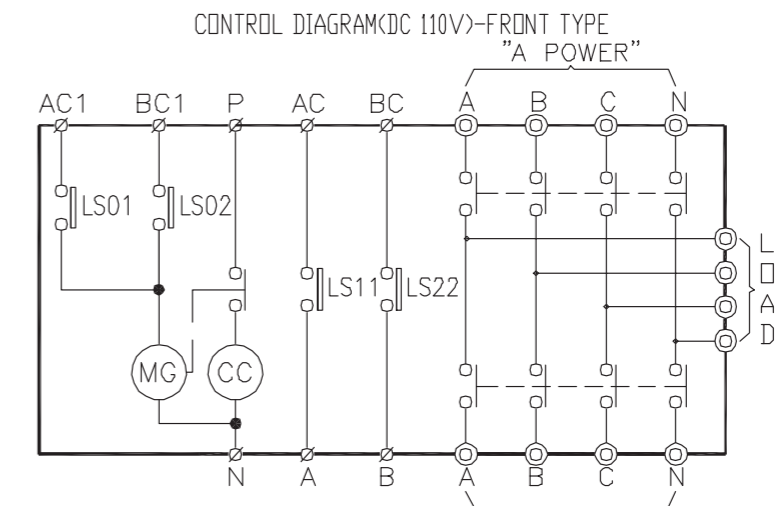 CONTROL DIAGRAM(DC 110V)-FRONT TYPE
"A POWER"
AC1 BC1 P AC BC A B C N
LS01 LS02
LS11 LS22
L
O
A
D
MG CC
N A B A B C N